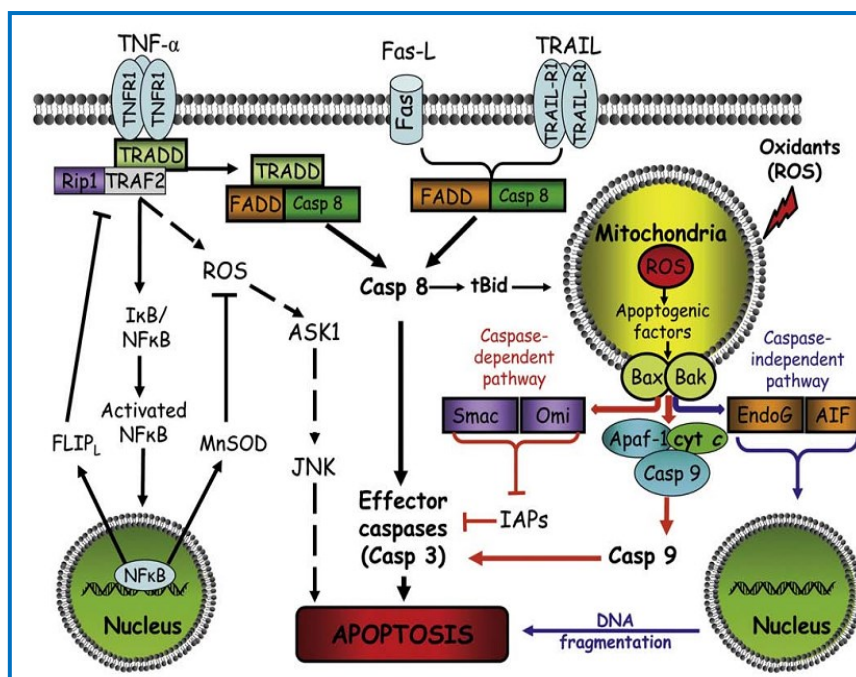 TNF-α
Fas-L
TRAIL
TNFR1
TNFR1
Fas
TRAIL-R1
TRAIL-R1
TRADD
Rip1
TRAF2
TRADD
FADD
Casp 8
FADD
Casp 8
Oxidants
(ROS)
Mitochondria
ROS
Apoptogenic
factors
Bax
Bak
ROS
Casp 8
tBid
IκB/
NFκB
ASK1
Caspase-
dependent
pathway
Caspase-
independent
pathway
Smac
Omi
Apaf-1
cyt c
Casp 9
EndoG
AIF
Activated
NFκB
FLIPL
MnSOD
JNK
Effector
caspases
(Casp 3)
IAPs
Casp 9
NFκB
Nucleus
APOPTOSIS
DNA
fragmentation
Nucleus